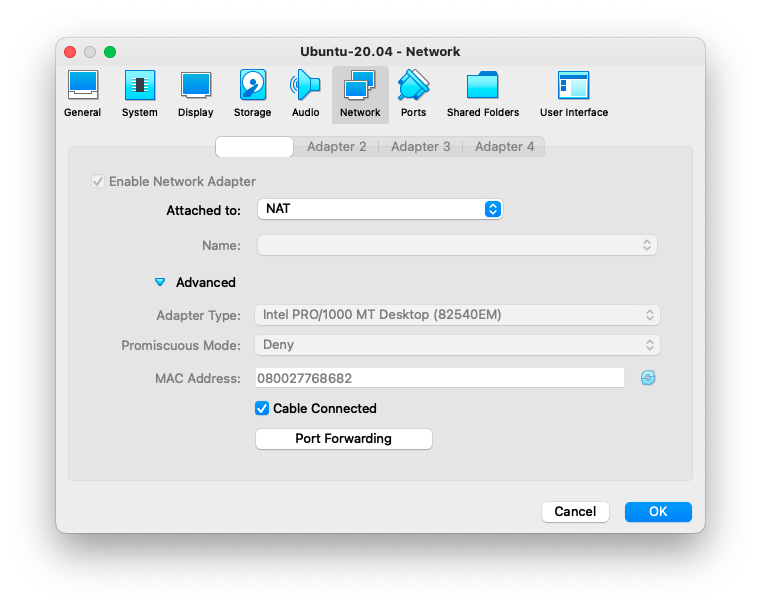 Ubuntu-20.04 - Network
General System Display Storage Audio Network Ports Shared Folders User Interface
Adapter 2 Adapter 3 Adapter 4
Enable Network Adapter
Attached to: NAT
Name:
Advanced
Adapter Type: Intel PRO/1000 MT Desktop (82540EM)
Promiscuous Mode: Deny
MAC Address: 080027768682
Cable Connected
Port Forwarding
Cancel OK